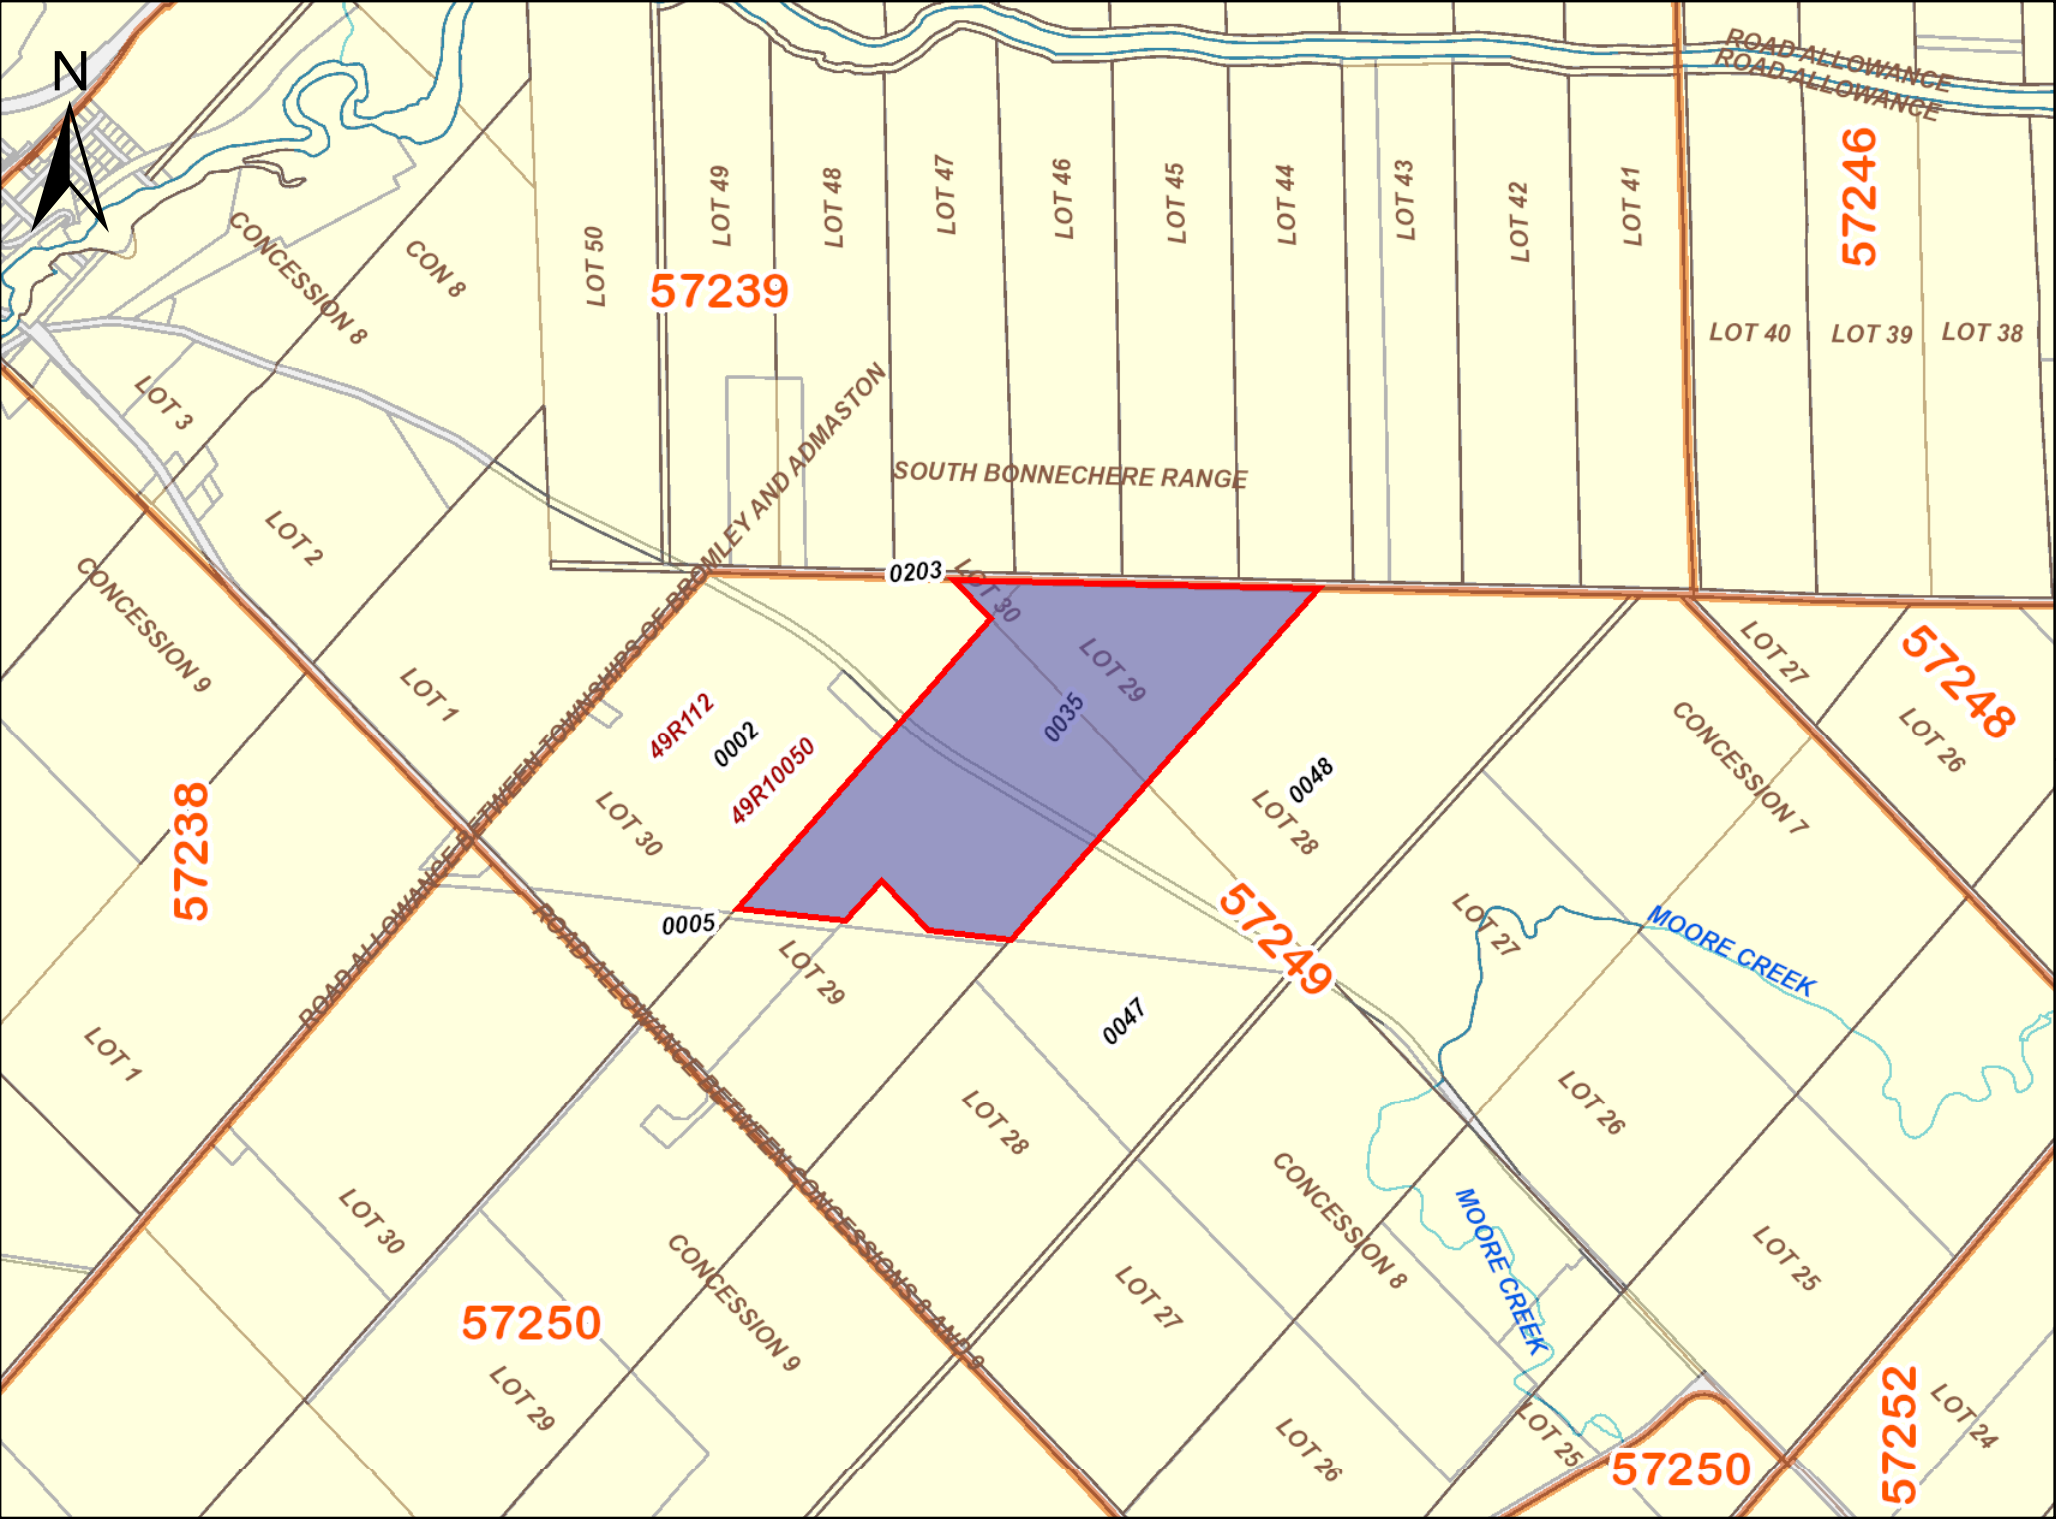 N
ROAD ALLOWANCE
ROAD ALLOWANCE
57246
LOT 49
LOT 48
LOT 47
LOT 46
LOT 45
LOT 44
LOT 43
LOT 42
LOT 41
LOT 50
CONCESSION 8
CON 8
57239
LOT 40
LOT 39
LOT 38
LOT 3
SOUTH BONNECHERE RANGE
LOT 2
0203
LOT 30
CONCESSION 9
LOT 1
ROAD ALLOWANCE BETWEEN TOWNSHIPS OF BROMLEY AND ADMASTON
LOT 29
0035
LOT 27
57248
LOT 26
49R112
0002
49R10050
LOT 30
0048
LOT 28
CONCESSION 7
57238
0005
LOT 29
57249
LOT 27
MOORE CREEK
0047
LOT 1
ROAD ALLOWANCE BETWEEN CONCESSIONS 8 AND 9
LOT 28
LOT 26
LOT 30
CONCESSION 8
MOORE CREEK
LOT 25
CONCESSION 9
LOT 27
57250
LOT 29
LOT 26
LOT 25
57250
57252
LOT 24